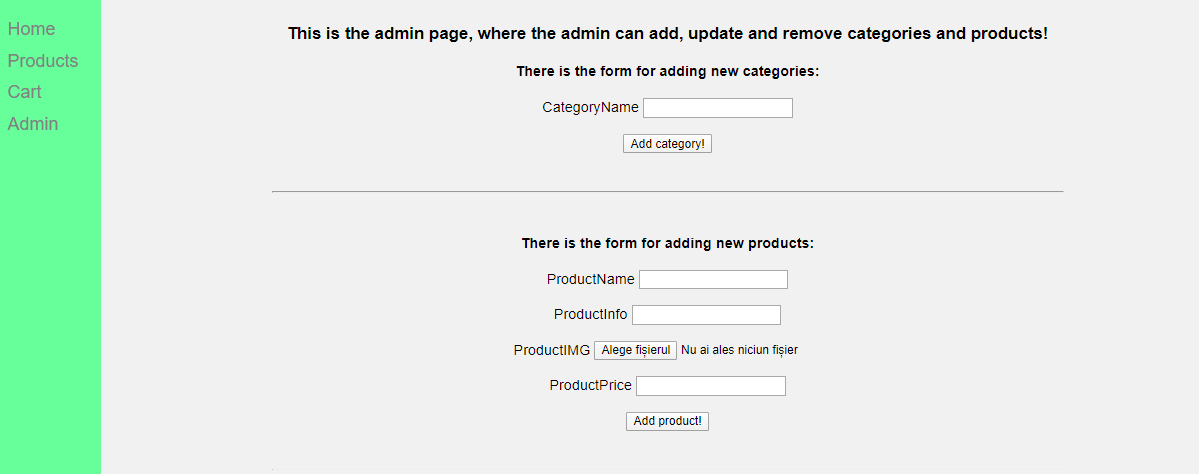 Home
Products
Cart
Admin
This is the admin page, where the admin can add, update and remove categories and products!
There is the form for adding new categories:
CategoryName
Add category!
There is the form for adding new products:
ProductName
ProductInfo
ProductIMG Alege fișierul Nu ai ales niciun fișier
ProductPrice
Add product!